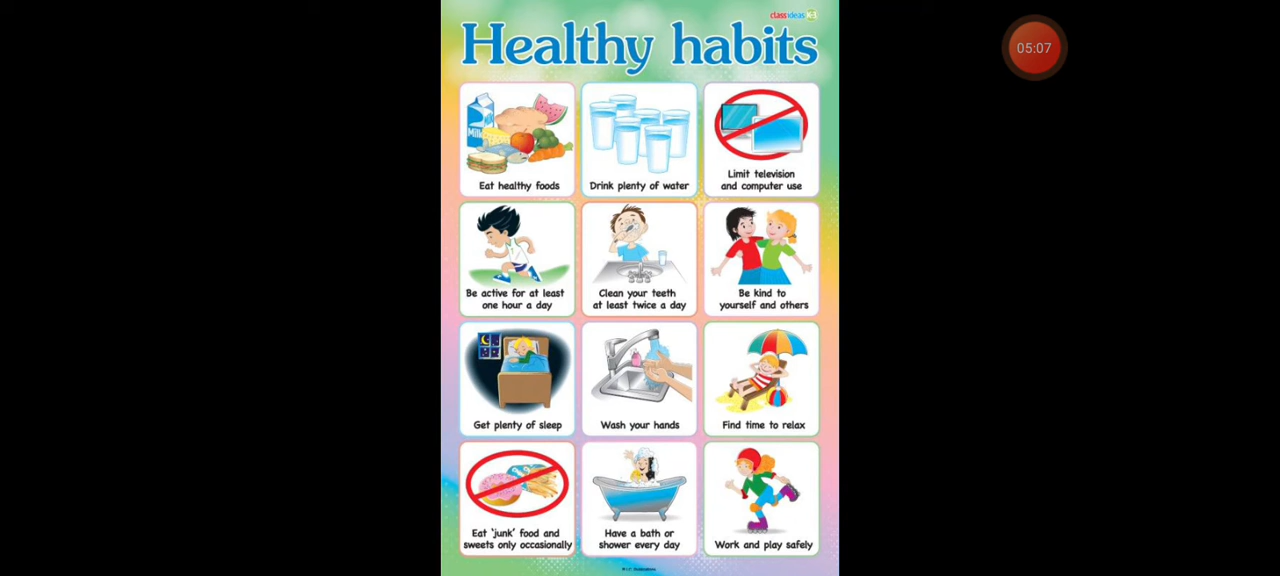 classideas K-3
Healthy habits
05:07
Milk
Eat healthy foods
Drink plenty of water
Limit television
and computer use
Be active for at least
one hour a day
Clean your teeth
at least twice a day
Be kind to
yourself and others
Get plenty of sleep
Wash your hands
Find time to relax
Eat ‘junk’ food and
sweets only occasionally
Have a bath or
shower every day
Work and play safely